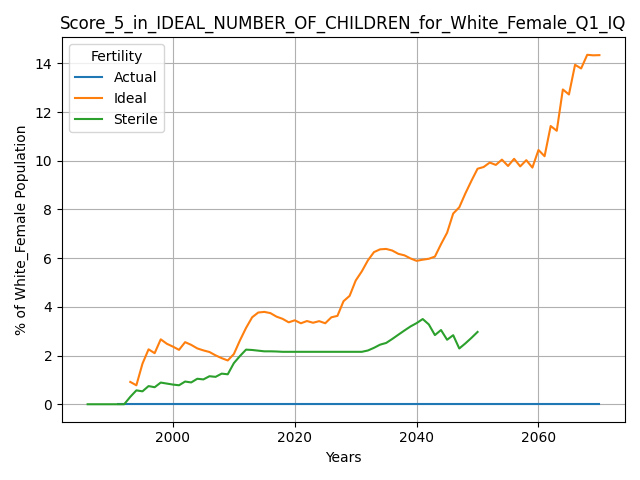 Score_5_in_IDEAL_NUMBER_OF_CHILDREN_for_White_Female_Q1_IQ
Fertility
Actual
Ideal
Sterile
% of White_Female Population
14
12
10
8
6
4
2
0
2000
2020
2040
2060
Years